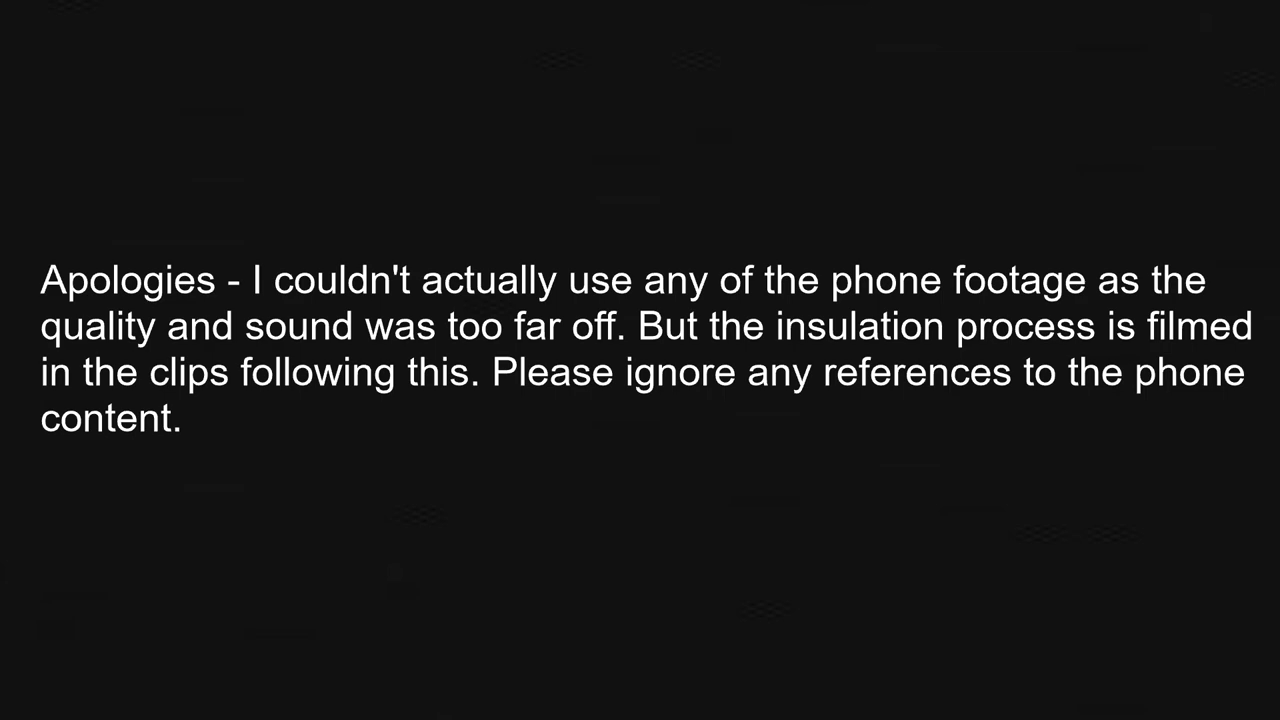 Apologies - I couldn't actually use any of the phone footage as the
quality and sound was too far off. But the insulation process is filmed
in the clips following this. Please ignore any references to the phone
content.